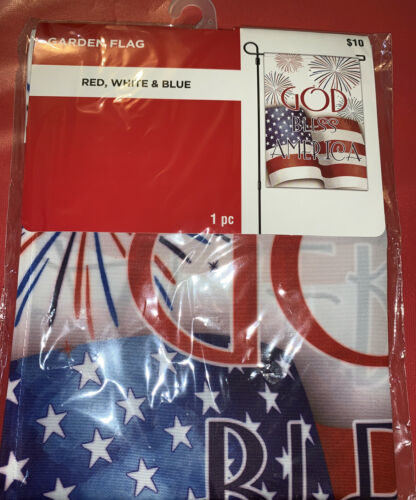 GARDEN FLAG
$10
RED, WHITE & BLUE
GOD
BLESS
AMERICA
1 pc